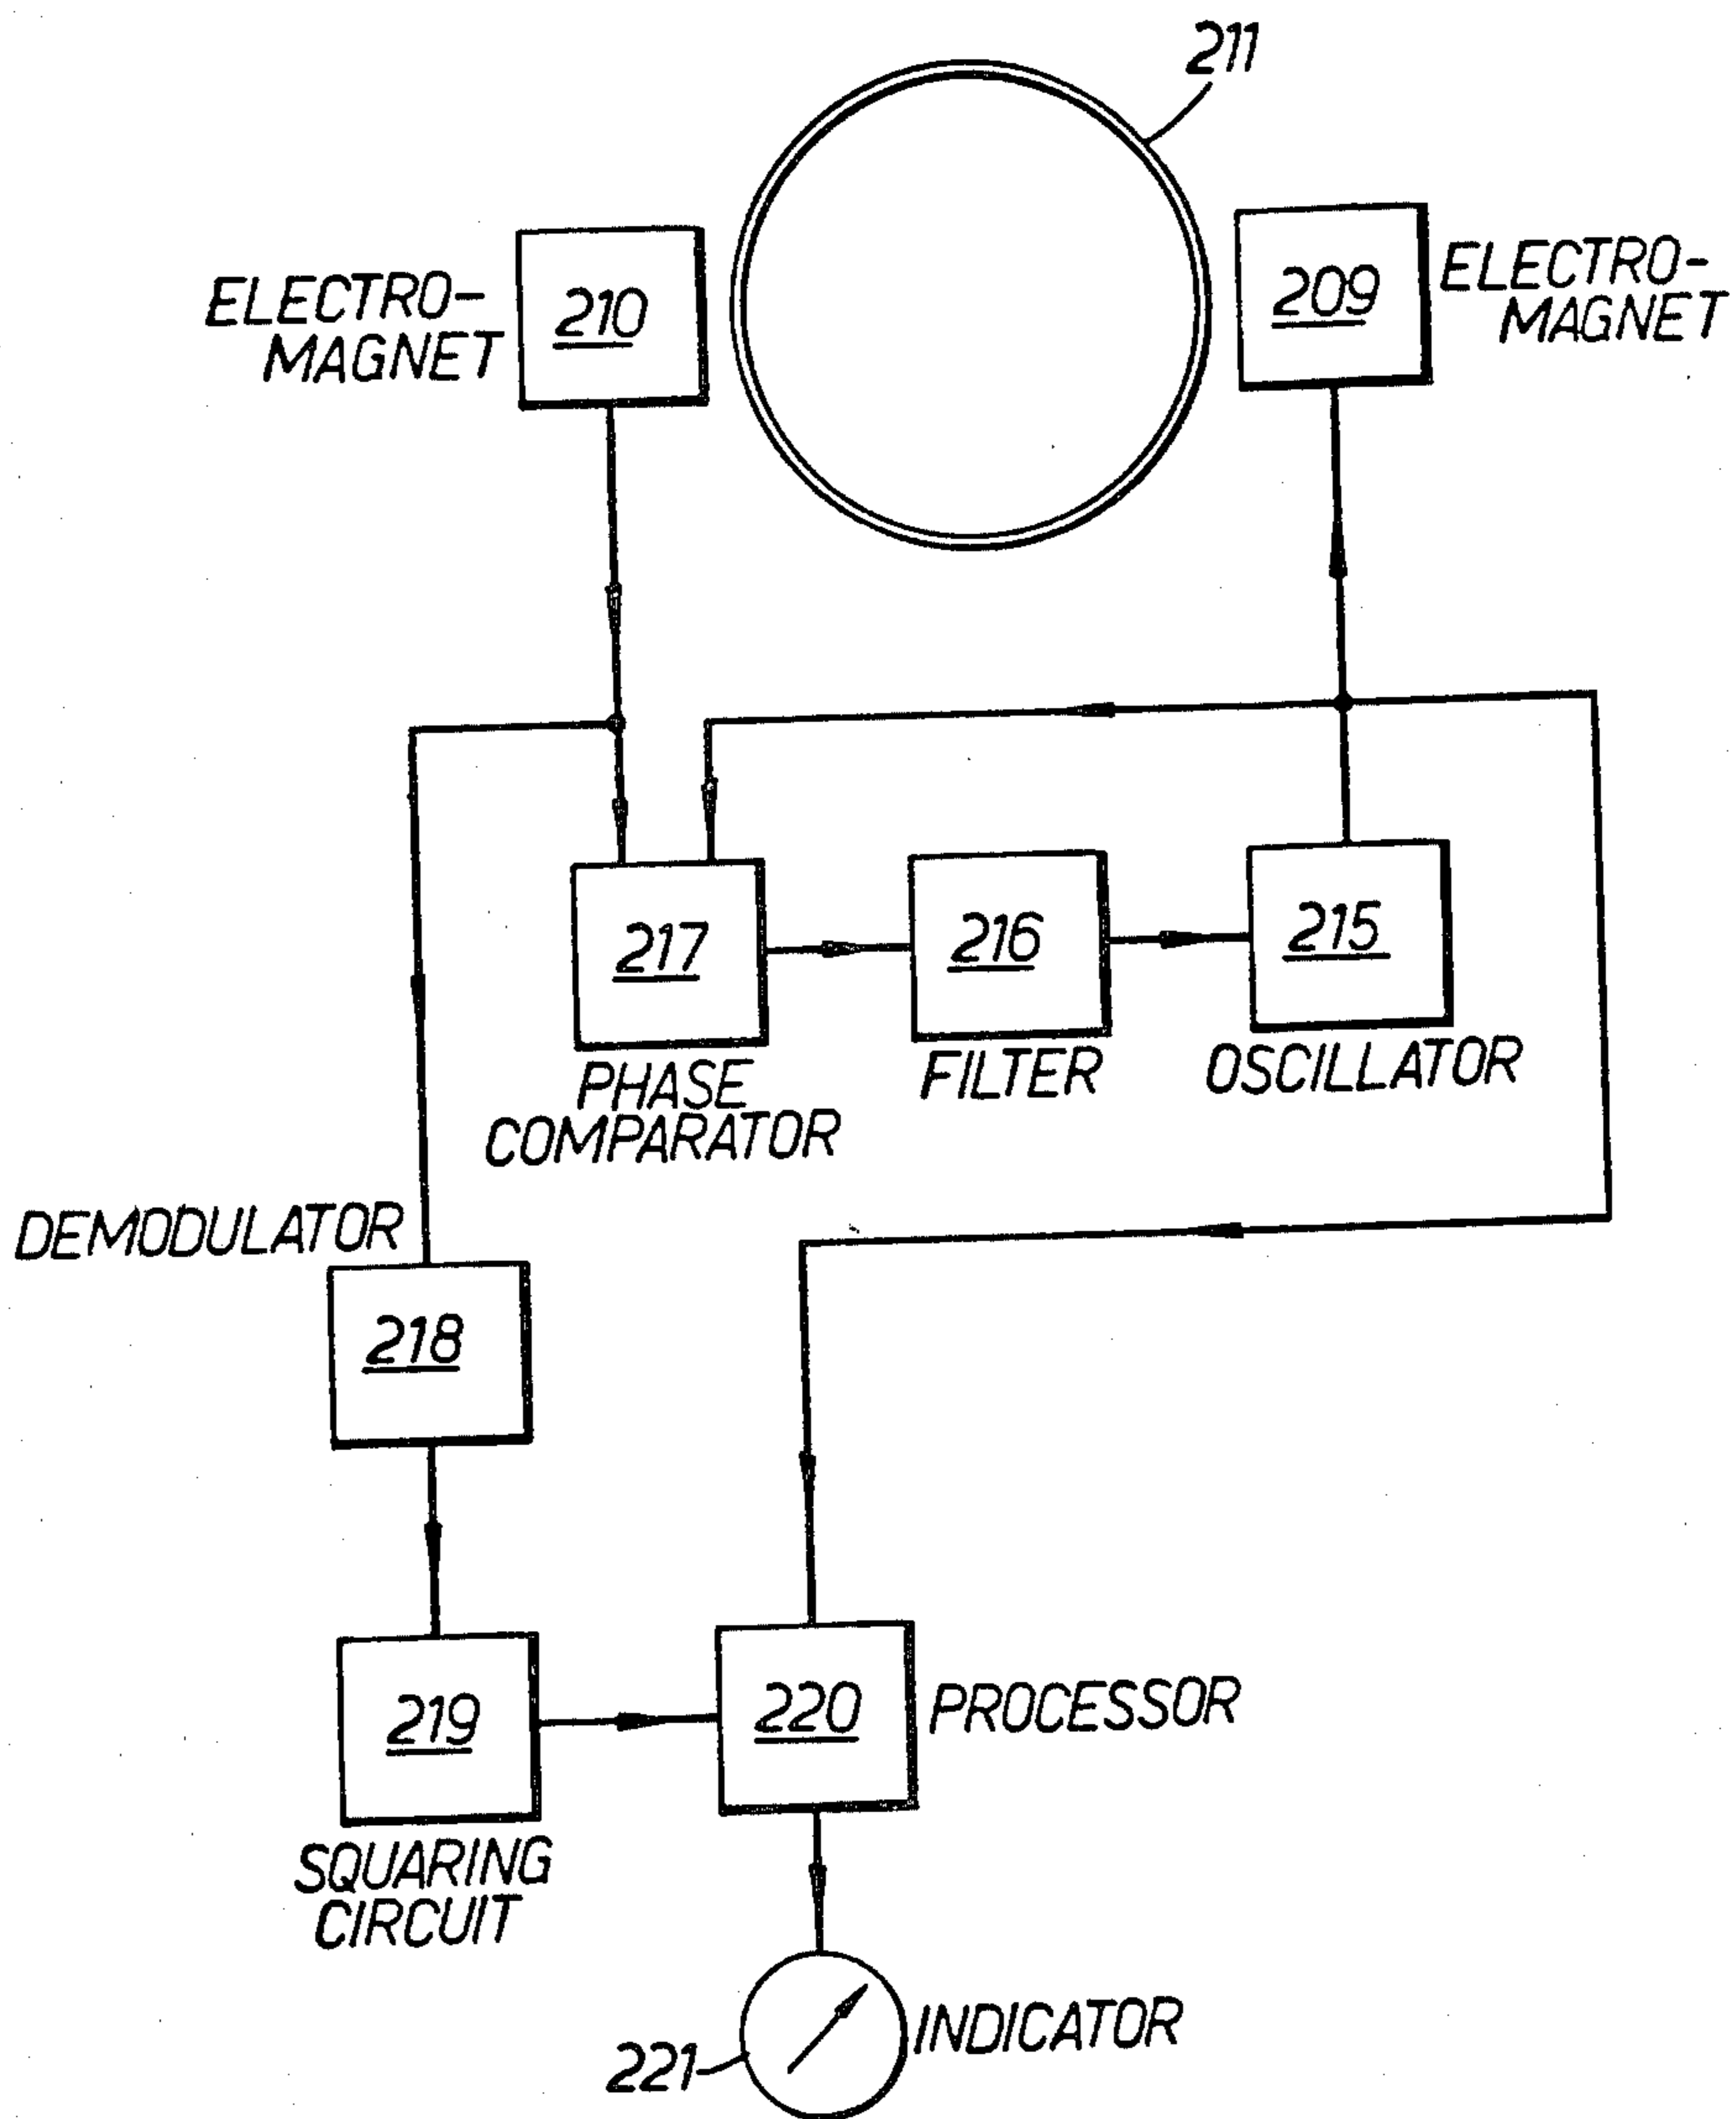 211
ELECTRO-
MAGNET
210
209
ELECTRO-
MAGNET
217
216
215
PHASE
COMPARATOR
FILTER
OSCILLATOR
DEMODULATOR
218
219
220
PROCESSOR
SQUARING
CIRCUIT
INDICATOR
221